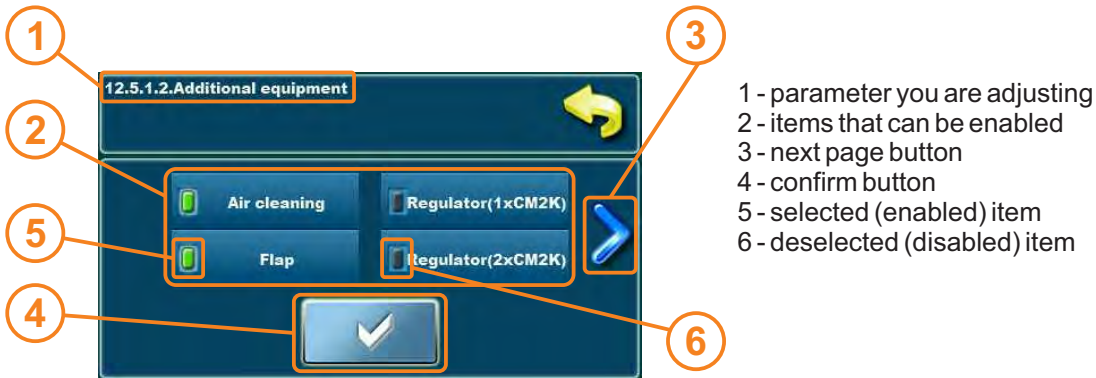 1
3
12.5.1.2.Additional equipment
2
Air cleaning
Regulator(1xCM2K)
5
Flap
Regulator(2xCM2K)
4
6
1 - parameter you are adjusting
2 - items that can be enabled
3 - next page button
4 - confirm button
5 - selected (enabled) item
6 - deselected (disabled) item